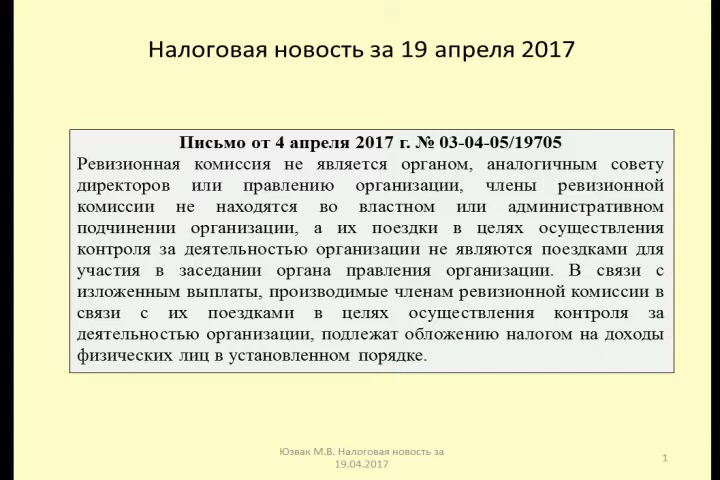 Налоговая новость за 19 апреля 2017
Письмо от 4 апреля 2017 г. № 03-04-05/19705
Ревизионная комиссия не является органом, аналогичным совету
директоров или правлению организации, члены ревизионной
комиссии не находятся во властном или административном
подчинении организации, а их поездки в целях осуществления
контроля за деятельностью организации не являются поездками для
участия в заседании органа правления организации. В связи с
изложенным выплаты, производимые членам ревизионной комиссии в
связи с их поездками в целях осуществления контроля за
деятельностью организации, подлежат обложению налогом на доходы
физических лиц в установленном порядке.
Юзвак М.В. Налоговая новость за
19.04.2017
1